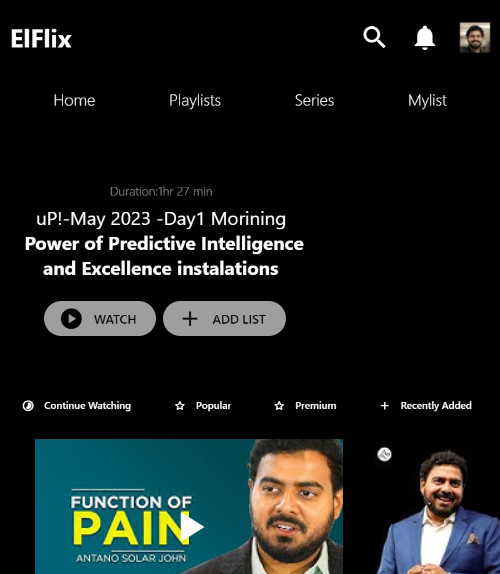 ElFlix
Home Playlists Series Mylist
Duration:1hr 27 min
uP!-May 2023 -Day1 Morining
Power of Predictive Intelligence
and Excellence instalations
WATCH ADD LIST
Continue Watching Popular Premium Recently Added
FUNCTION OF
PAIN
ANTANO SOLAR JOHN